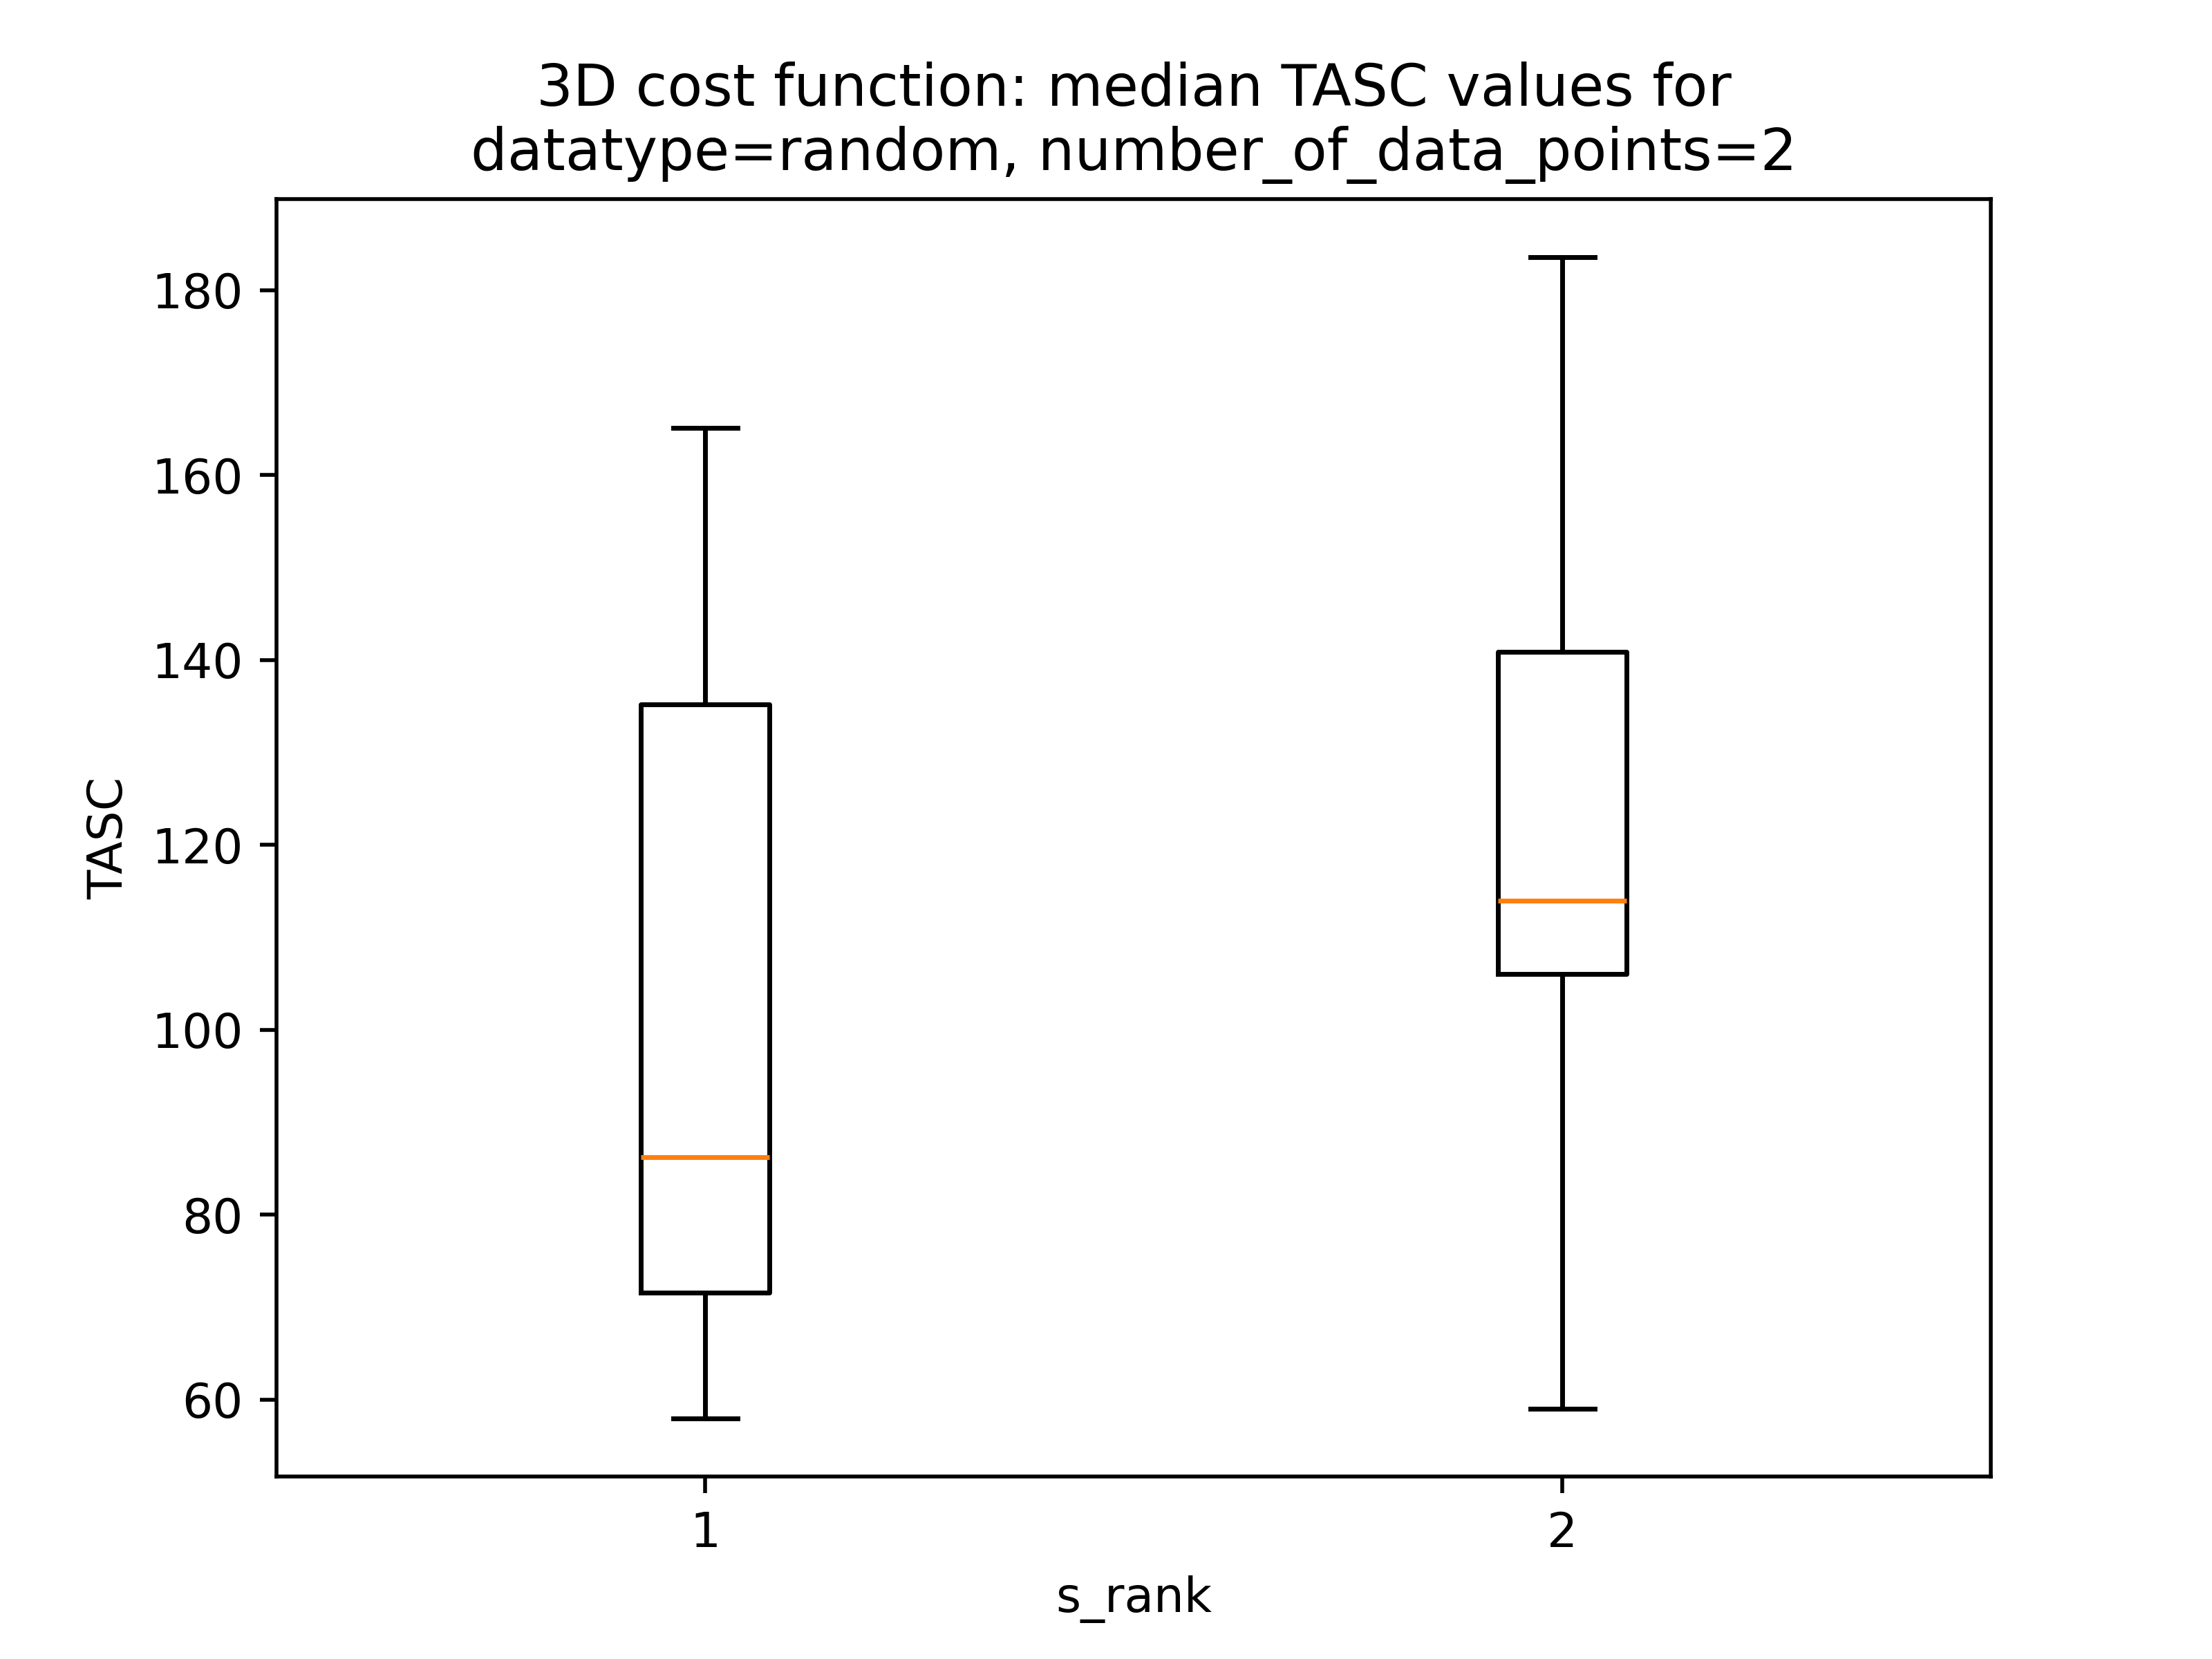 3D cost function: median TASC values for
datatype=random, number_of_data_points=2
180
160
140
120
100
80
60
TASC
1
2
s_rank